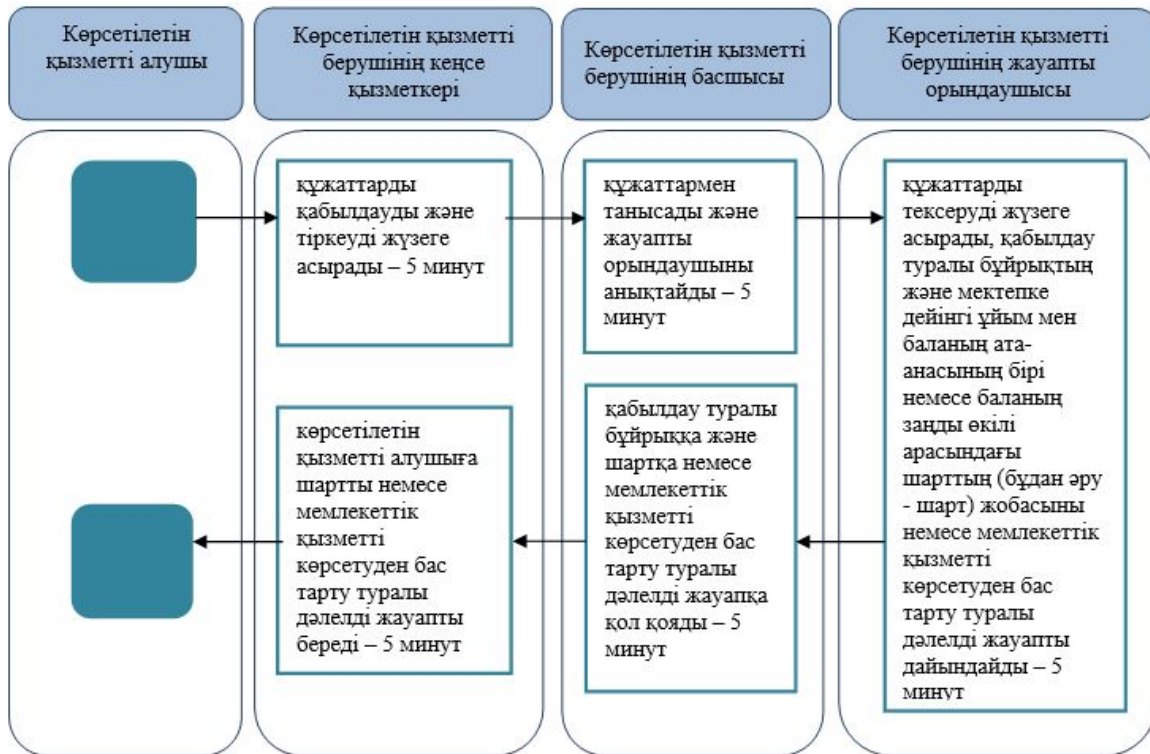 Көрсетілетін
қызметті алушы
Көрсетілетін қызметті
берушінің кеңсе
қызметкері
Көрсетілетін қызметті
берушінің басшысы
Көрсетілетін қызметті
берушінің жауапты
орындаушысы
құжаттарды
қабылдауды және
тіркеуді жүзеге
асырады – 5 минут
құжаттармен
танысады және
жауапты
орындаушыны
анықтайды – 5
минут
құжаттарды
тексеруді жүзеге
асырады, қабылдау
туралы бұйрықтың
және мектепке
дейінгі ұйым мен
баланың ата-
анасының бірі
немесе баланың
заңды өкілі
арасындағы
шарттың (бұдан әру
- шарт) жобасыны
немесе мемлекеттік
қызметті
көрсетуден бас
тарту туралы
дәлелді жауапты
дайындайды – 5
минут
қабылдау туралы
бұйрыққа және
шартқа немесе
мемлекеттік
қызметті
көрсетуден бас
тарту туралы
дәлелді жауапқа
қол қояды – 5
минут
көрсетілетін
қызметті алушыға
шартты немесе
мемлекеттік
қызметті
көрсетуден бас
тарту туралы
дәлелді жауапты
береді – 5 минут